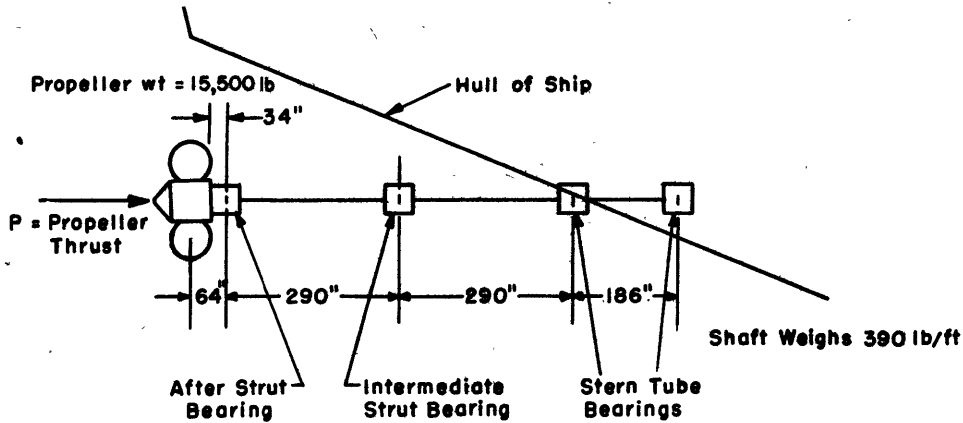 Propeller wt = 15,500 lb
Hull of Ship
34"
P = Propeller
Thrust
64"
290"
290"
186"
Shaft Weighs 390 lb/ft
After Strut
Bearing
Intermediate
Strut Bearing
Stern Tube
Bearings